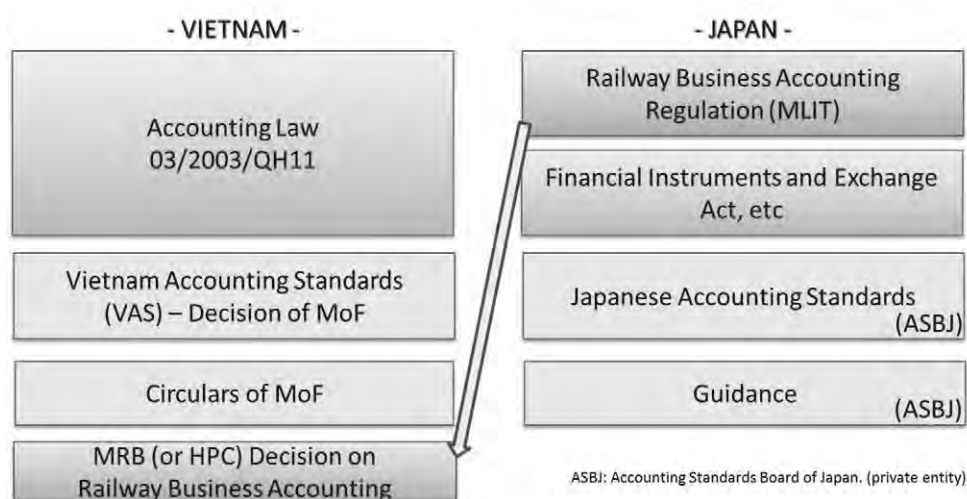 - VIETNAM -
Accounting Law
03/2003/QH11
Vietnam Accounting Standards
(VAS) – Decision of MoF
Circulars of MoF
MRB (or HPC) Decision on
Railway Business Accounting
- JAPAN -
Railway Business Accounting
Regulation (MLIT)
Financial Instruments and Exchange
Act, etc
Japanese Accounting Standards
(ASBJ)
Guidance
(ASBJ)
ASBJ: Accounting Standards Board of Japan. (private entity)